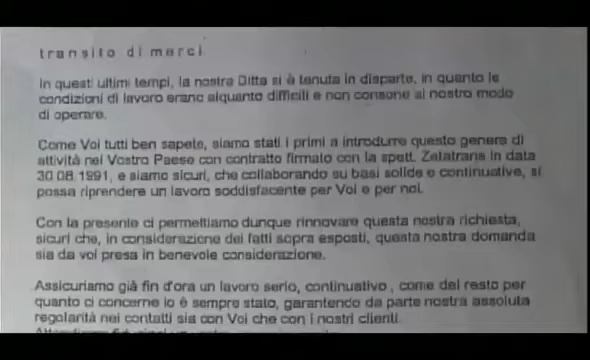 transito di merci
In questi ultimi tempi, la nostra Ditta si è tenuta in disparte, in quanto le
condizioni di lavoro erano alquanto difficili e non consone al nostro modo
di operare.
Come Voi tutti ben sapete, siamo stati i primi a introdurre questo genere di
attività nel Vostro Paese con contratto firmato con la spett. Zetatrans in data
30.08.1991, e siamo sicuri, che collaborando su basi solide e continuative, si
possa riprendere un lavoro soddisfacente per Voi e per noi.
Con la presente ci permettiamo dunque rinnovare questa nostra richiesta,
sicuri che, in considerazione dei fatti sopra esposti, questa nostra domanda
sia da voi presa in benevole considerazione.
Assicuriamo già fin d'ora un lavoro serio, continuativo , come del resto per
quanto ci concerne lo è sempre stato, garantendo da parte nostra assoluta
regolarità nei contatti sia con Voi che con i nostri clienti.